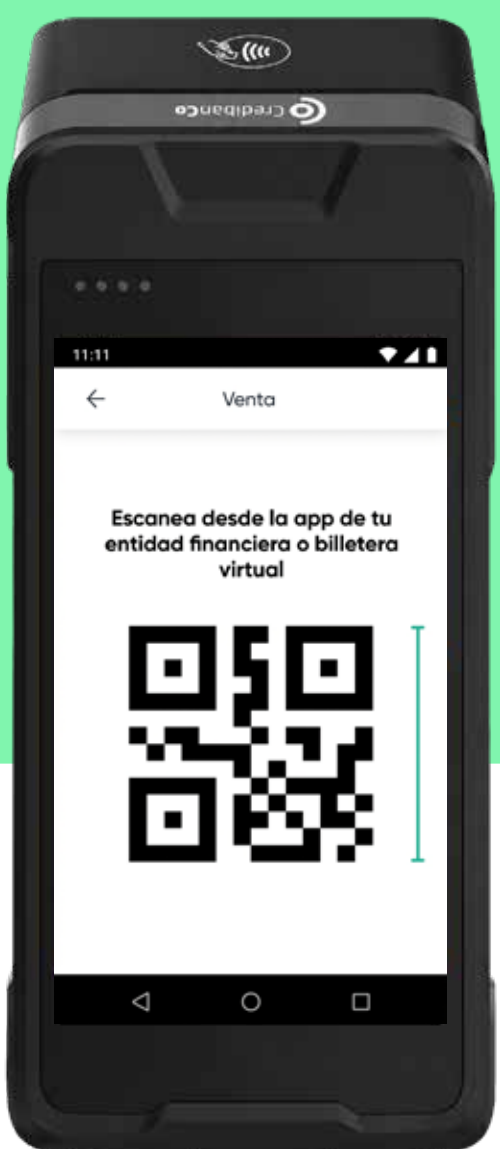 CredibanCo
11:11
Venta
Escanea desde la app de tu
entidad financiera o billetera
virtual